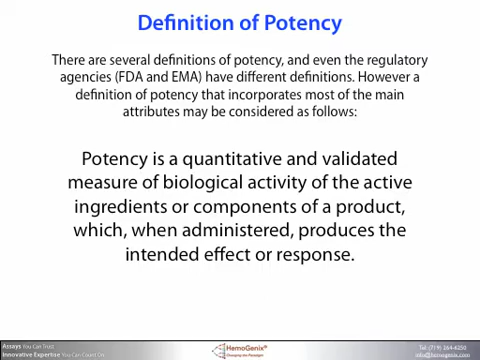 Definition of Potency
There are several definitions of potency, and even the regulatory
agencies (FDA and EMA) have different definitions. However a
definition of potency that incorporates most of the main
attributes may be considered as follows:
Potency is a quantitative and validated
measure of biological activity of the active
ingredients or components of a product,
which, when administered, produces the
intended effect or response.
Assays You Can Trust
Innovative Expertise You Can Count On
HemoGenix®
Changing the Paradigm
Tel: (719) 264-6250
info@hemogenix.com